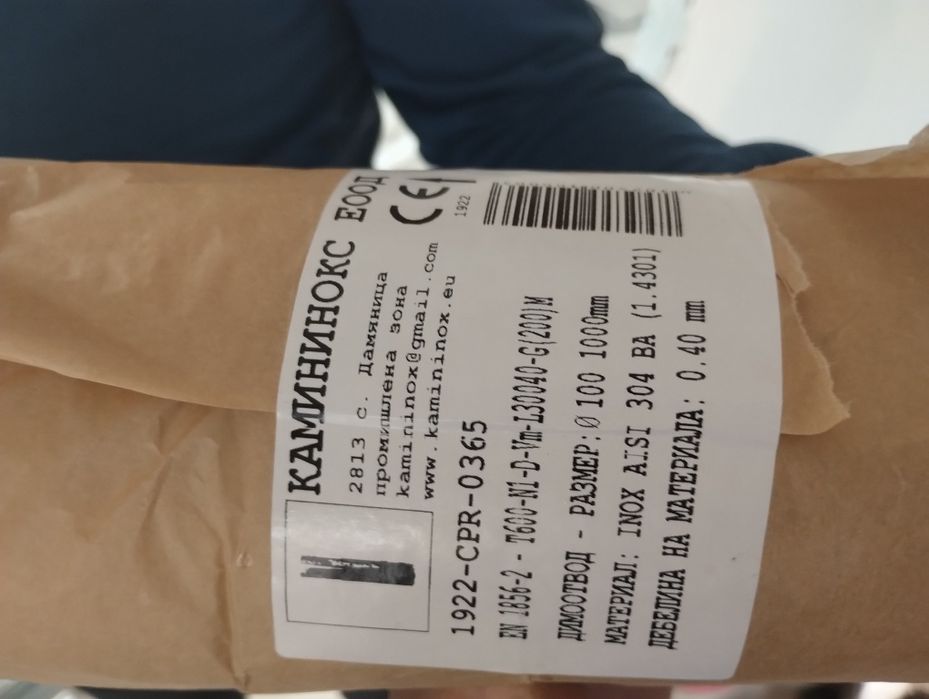 КАМИНИНОКС ЕООД
2813 с. Дамяница
промишлена зона
kamininox@gmail.com
www.kamininox.eu
CE
1922
1922-CPR-0365
EN 1856-2 - T600-N1-D-Vm-L30040-G(200)M
ДИМООТВОД - РАЗМЕР:Ø100 1000mm
МАТЕРИАЛ: INOX AISI 304 BA (1.4301)
ДЕБЕЛИНА НА МАТЕРИАЛА: 0,40 mm